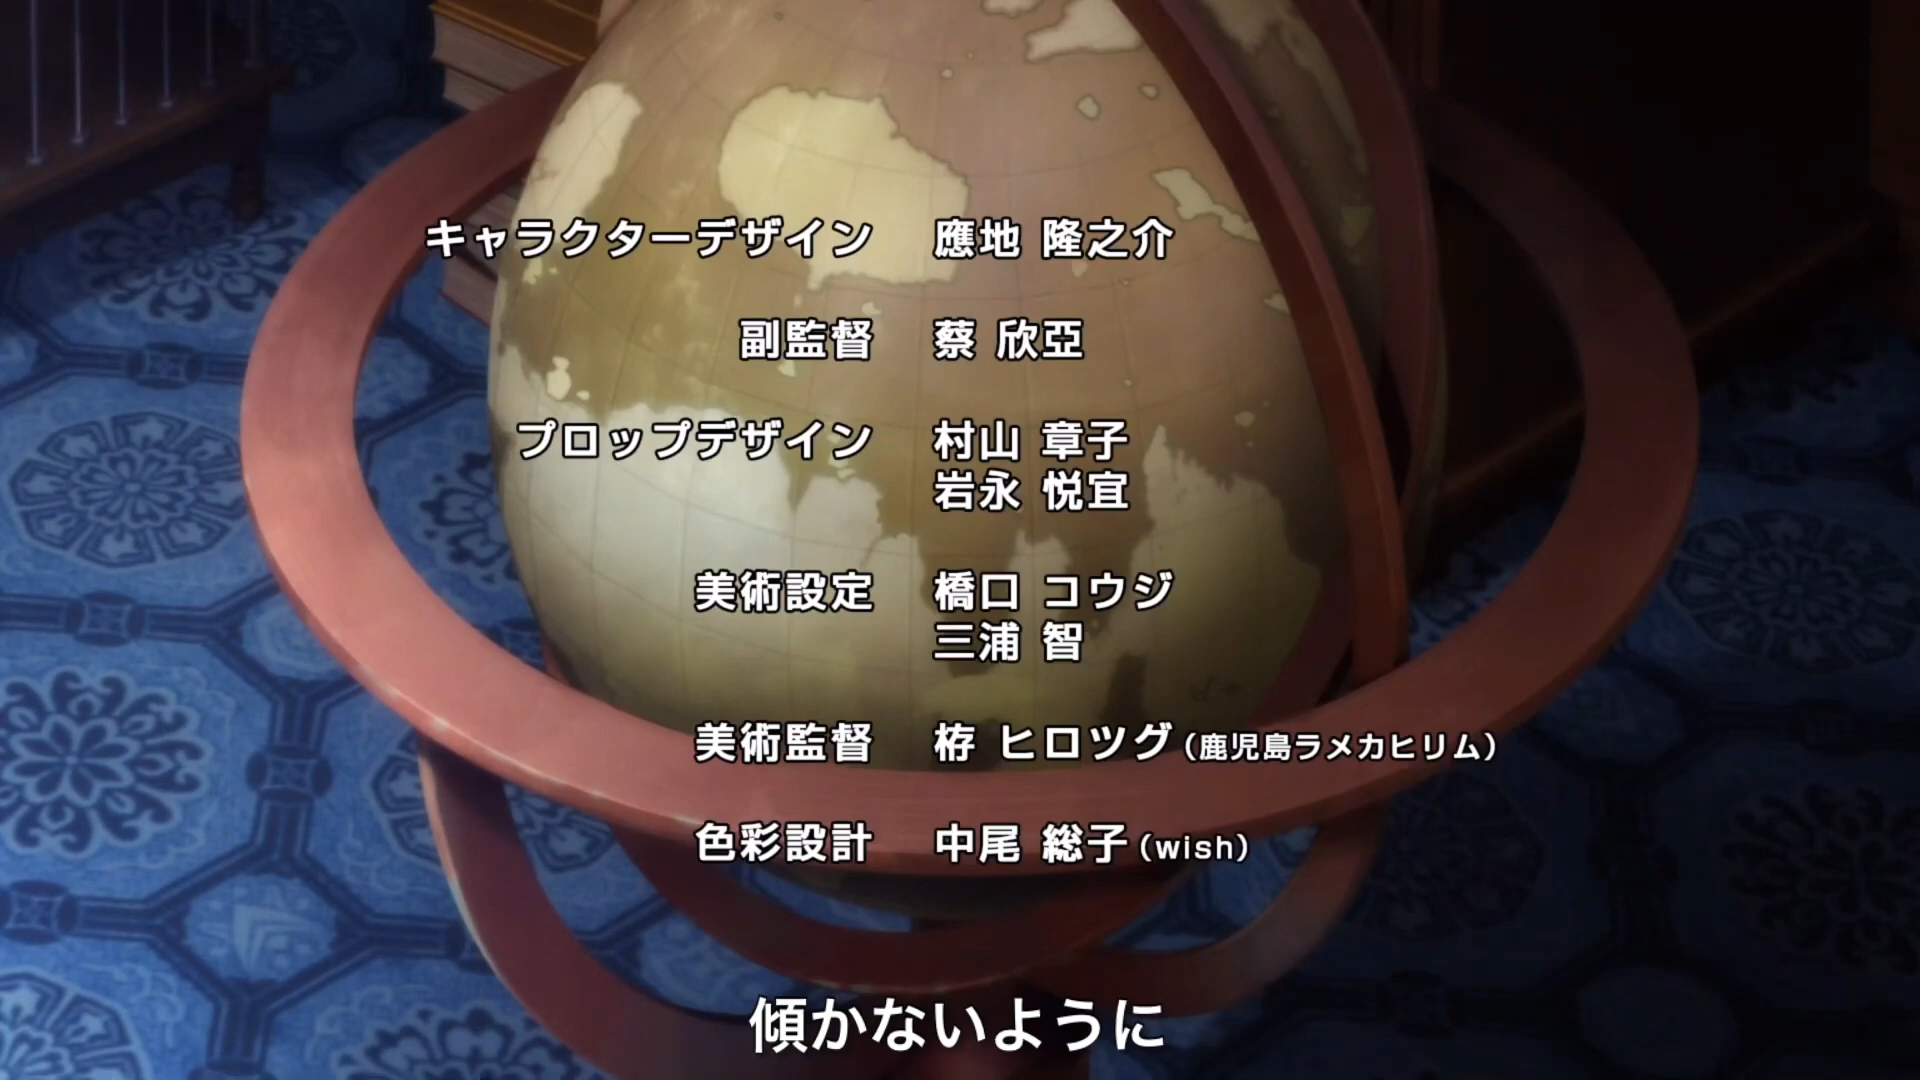 キャラクターデザイン 應地 隆之介
副監督 蔡 欣亞
プロップデザイン 村山 章子
岩永 悦宜
美術設定 橋口 コウジ
三浦 智
美術監督 栫 ヒロツグ(鹿児島ラメカヒリム)
色彩設計 中尾 総子(wish)
傾かないように